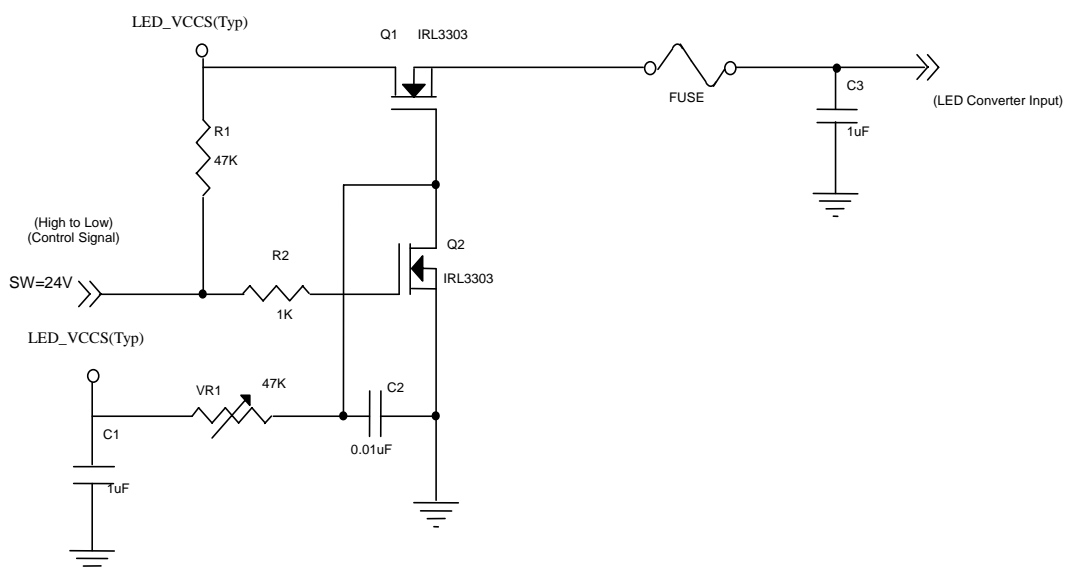 LED_VCCS(Typ)
Q1 IRL3303
FUSE
C3
(LED Converter Input)
1uF
R1
47K
(High to Low)
(Control Signal)
R2
Q2
SW=24V
IRL3303
1K
LED_VCCS(Typ)
VR1
47K
C2
C1
0.01uF
1uF